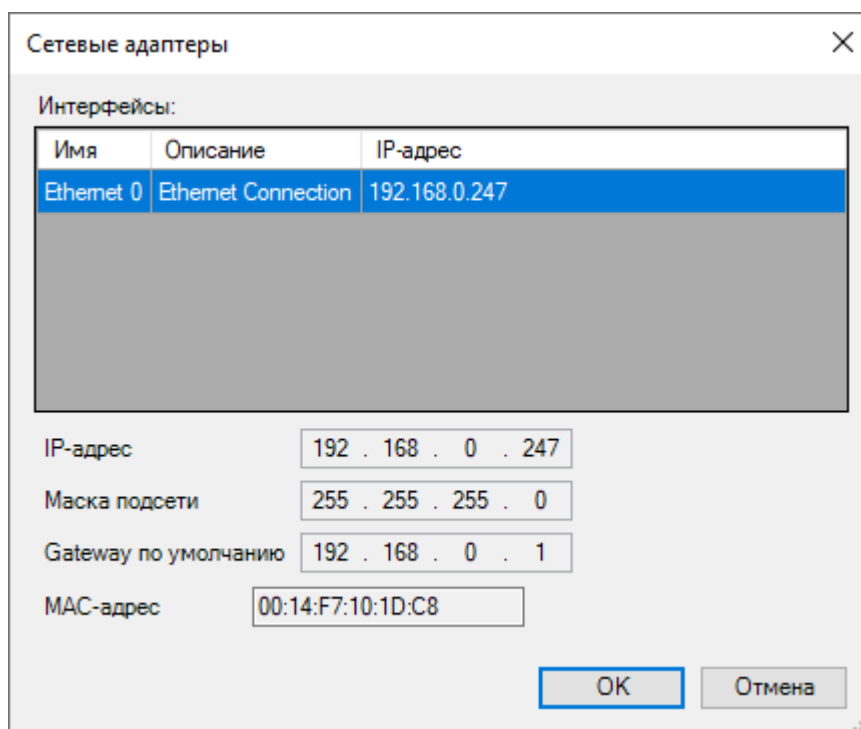 Сетевые адаптеры
Интерфейсы:
Имя Описание IP-адрес
Ethernet 0 Ethernet Connection 192.168.0.247
IP-адрес 192 . 168 . 0 . 247
Маска подсети 255 . 255 . 255 . 0
Gateway по умолчанию 192 . 168 . 0 . 1
MAC-адрес 00:14:F7:10:1D:C8
OK Отмена